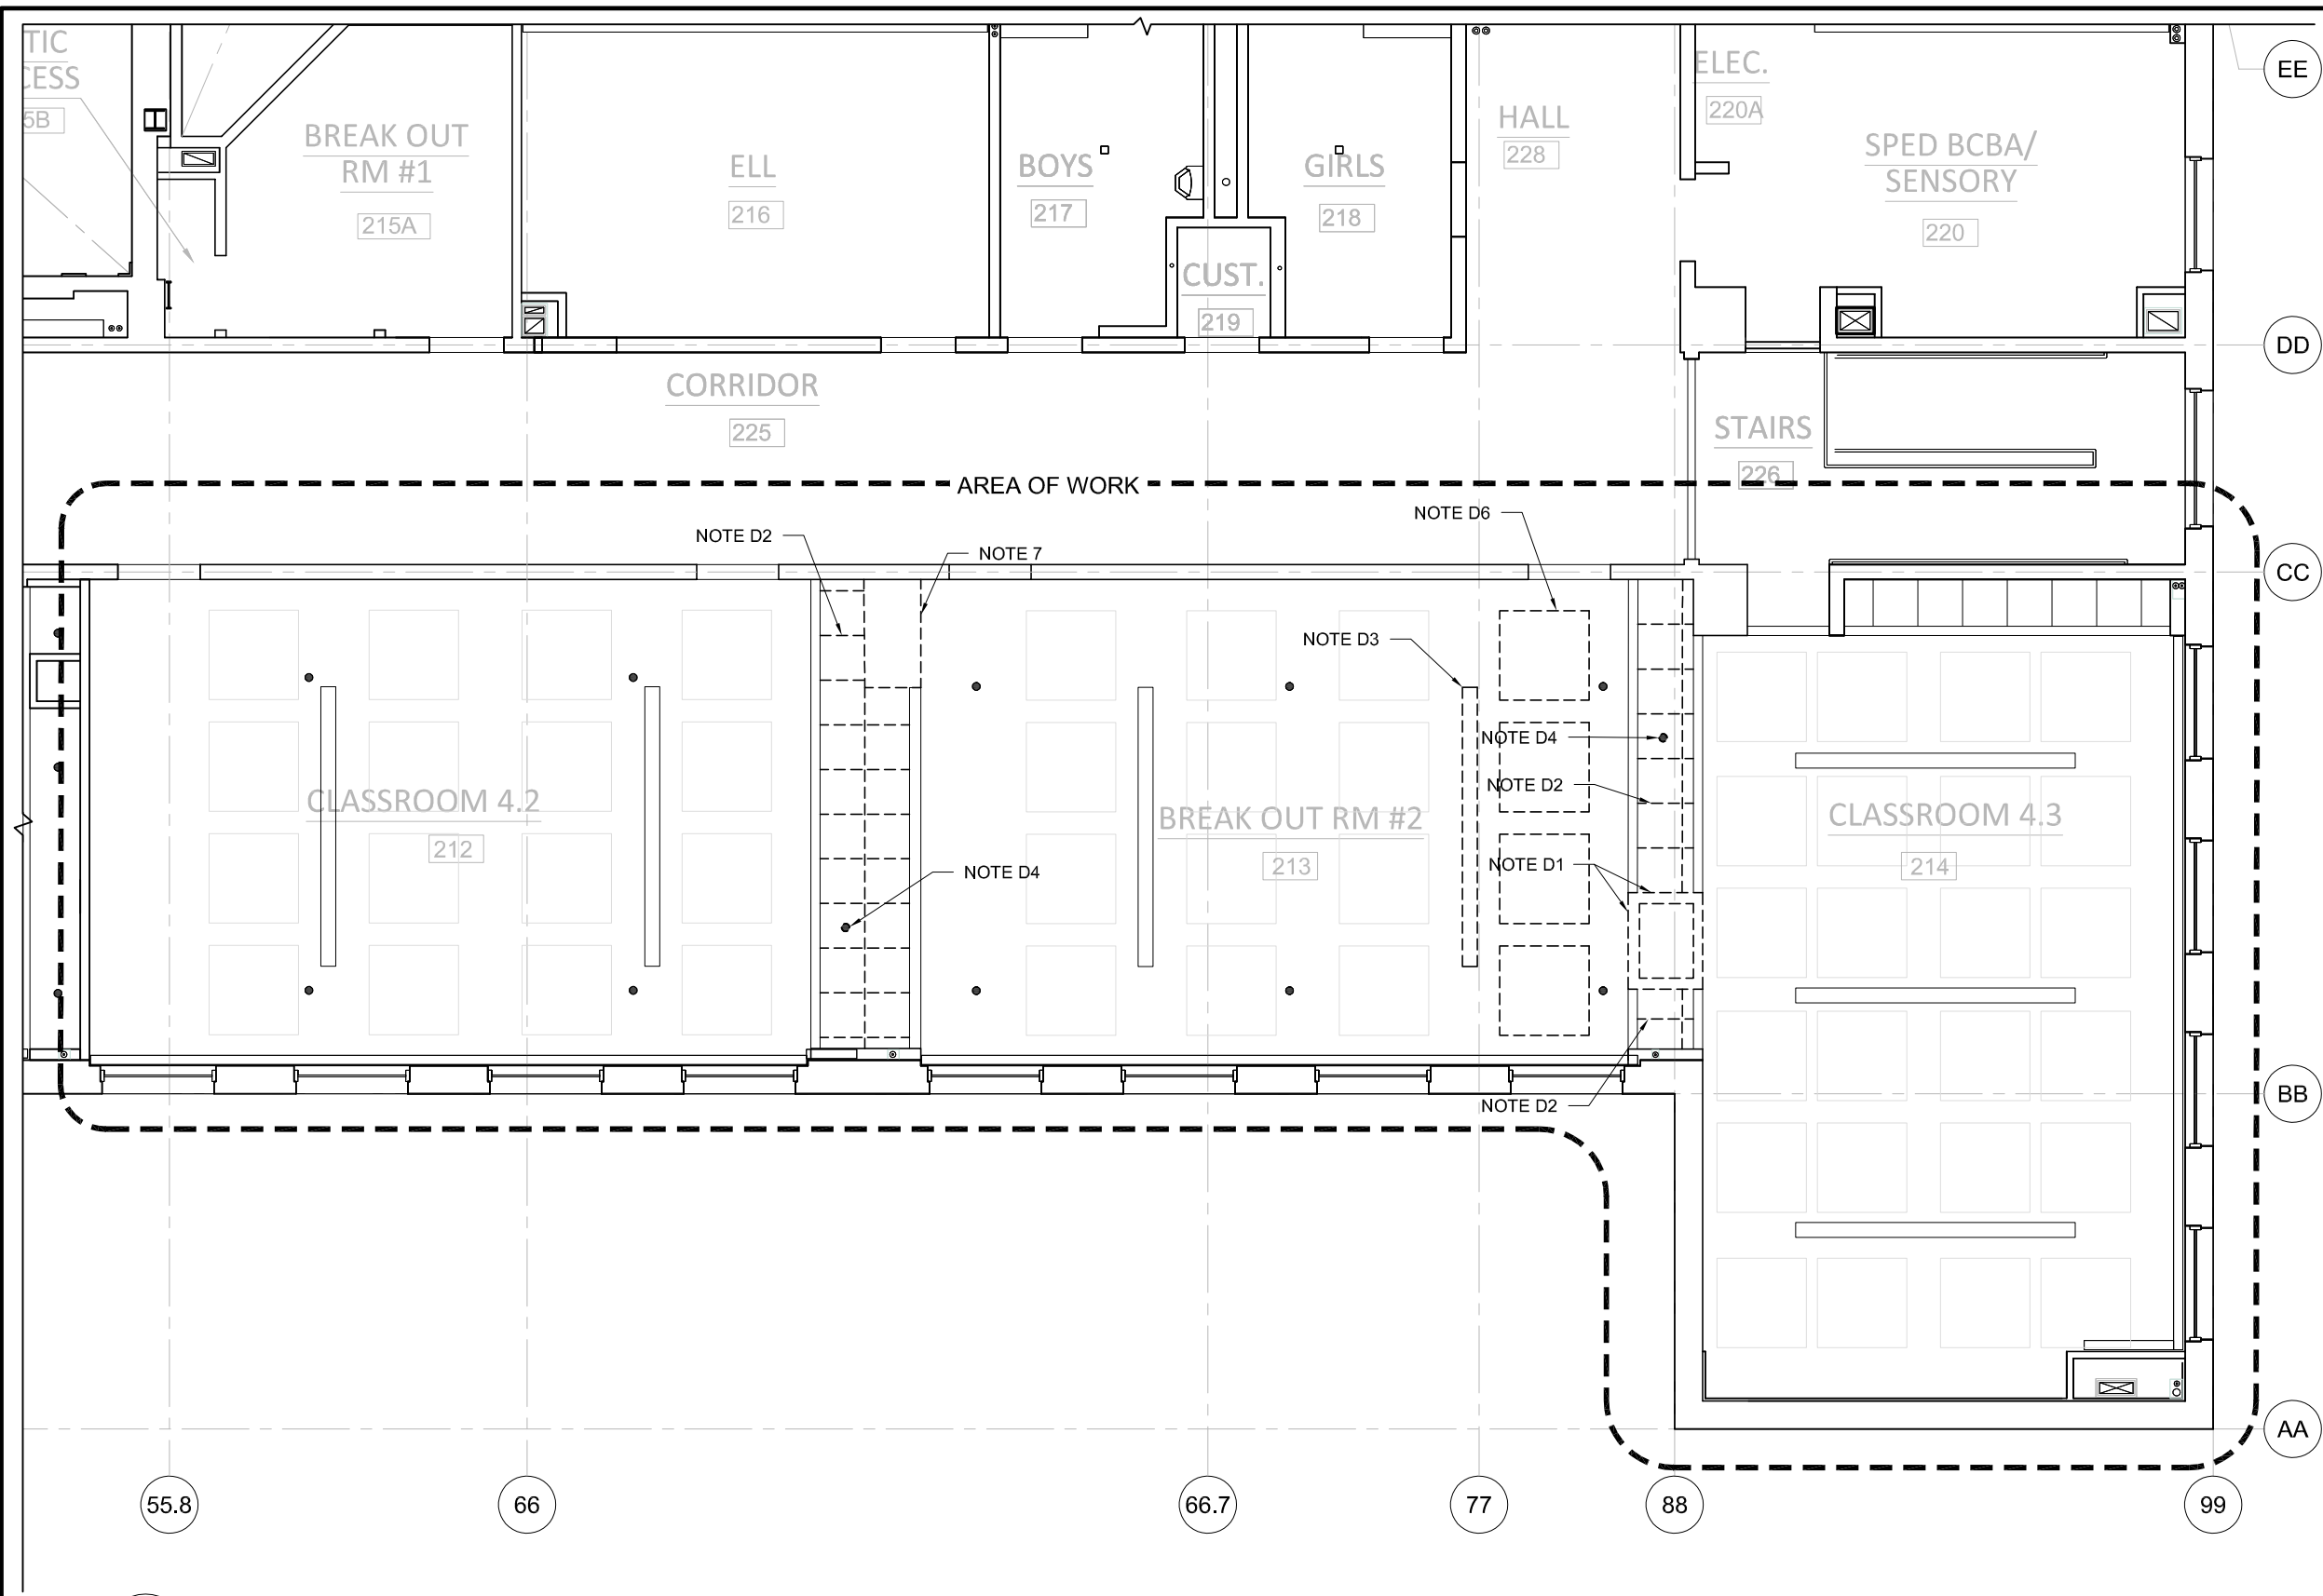 TIC
CESS
5B
BREAK OUT
RM #1
215A
ELL
216
BOYS
217
GIRLS
218
CUST.
219
HALL
228
ELEC.
220A
SPED BCBA/
SENSORY
220
EE
DD
CORRIDOR
225
STAIRS
226
AREA OF WORK
NOTE D2
NOTE 7
NOTE D6
CC
NOTE D3
NOTE D4
NOTE D2
CLASSROOM 4.2
212
BREAK OUT RM #2
213
CLASSROOM 4.3
214
NOTE D4
NOTE D1
NOTE D2
BB
AA
55.8
66
66.7
77
88
99